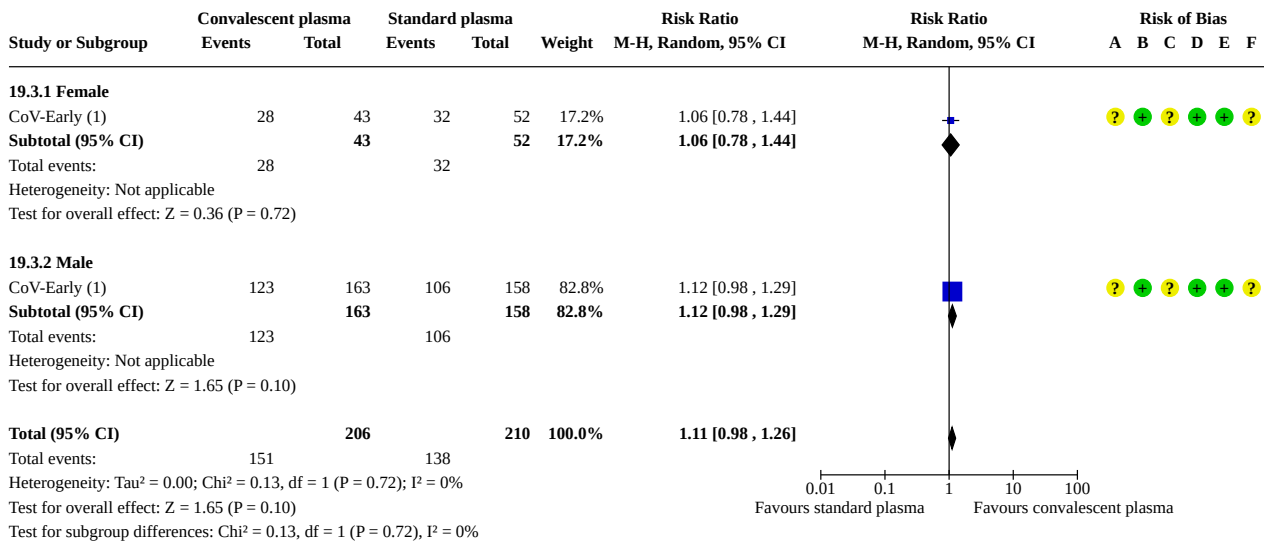 Convalescent plasma Standard plasma Risk Ratio Risk Ratio Risk of Bias
Study or Subgroup Events Total Events Total Weight M-H, Random, 95% CI M-H, Random, 95% CI A B C D E F
19.3.1 Female
CoV-Early (1) 28 43 32 52 17.2% 1.06 [0.78 , 1.44] ? + ? + + ?
Subtotal (95% CI) 43 52 17.2% 1.06 [0.78 , 1.44]
Total events: 28 32
Heterogeneity: Not applicable
Test for overall effect: Z = 0.36 (P = 0.72)
19.3.2 Male
CoV-Early (1) 123 163 106 158 82.8% 1.12 [0.98 , 1.29] ? + ? + + ?
Subtotal (95% CI) 163 158 82.8% 1.12 [0.98 , 1.29]
Total events: 123 106
Heterogeneity: Not applicable
Test for overall effect: Z = 1.65 (P = 0.10)
Total (95% CI) 206 210 100.0% 1.11 [0.98 , 1.26]
Total events: 151 138
Heterogeneity: Tau² = 0.00; Chi² = 0.13, df = 1 (P = 0.72); I² = 0%
0.01 0.1 1 10 100
Test for overall effect: Z = 1.65 (P = 0.10)
Favours standard plasma Favours convalescent plasma
Test for subgroup differences: Chi² = 0.13, df = 1 (P = 0.72), I² = 0%